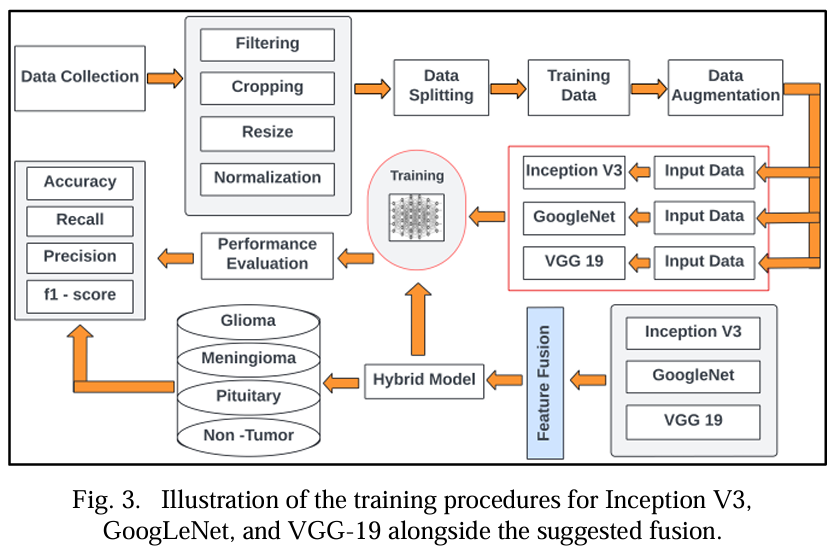 Data Collection
Filtering
Cropping
Resize
Normalization
Data
Splitting
Training
Data
Data
Augmentation
Inception V3
Input Data
GoogleNet
Input Data
VGG 19
Input Data
Training
Performance
Evaluation
Accuracy
Recall
Precision
f1 - score
Inception V3
GoogleNet
VGG 19
Feature Fusion
Hybrid Model
Glioma
Meningioma
Pituitary
Non -Tumor
Fig. 3. Illustration of the training procedures for Inception V3,
GoogLeNet, and VGG-19 alongside the suggested fusion.